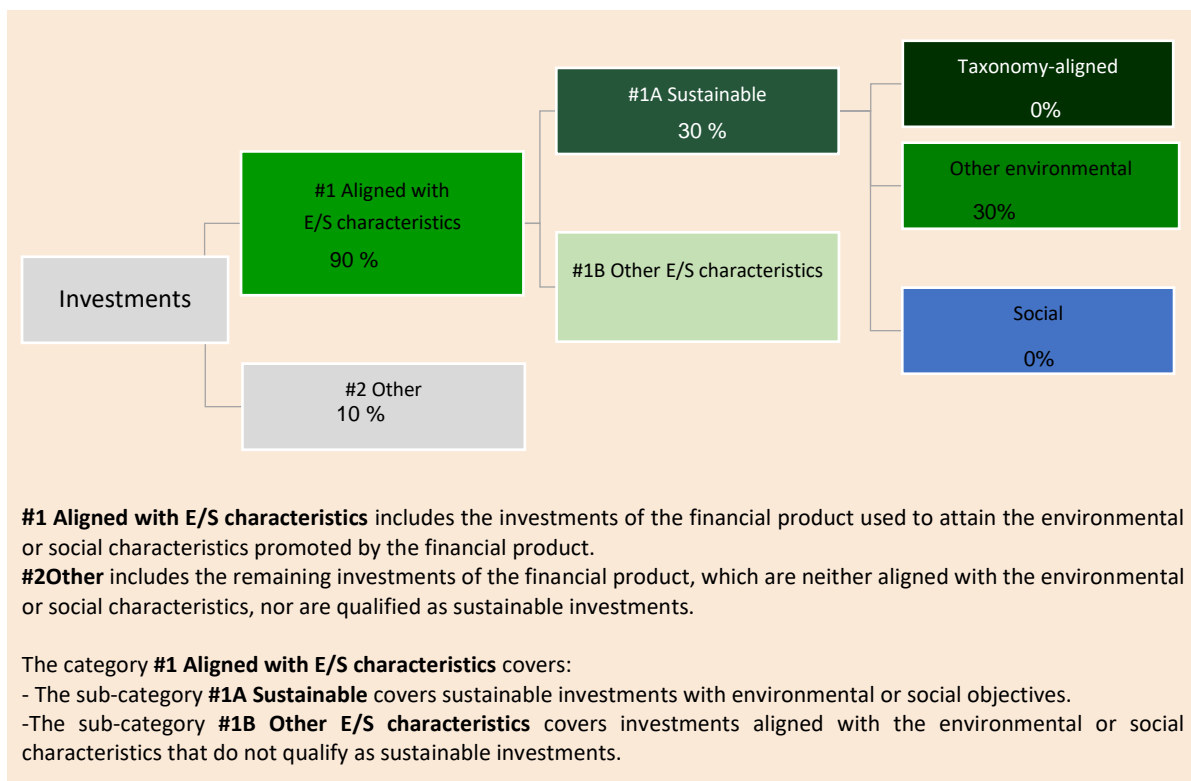 Investments
#1 Aligned with
E/S characteristics
90 %
#2 Other
10 %
#1A Sustainable
30 %
#1B Other E/S characteristics
Taxonomy-aligned
0%
Other environmental
30%
Social
0%
#1 Aligned with E/S characteristics includes the investments of the financial product used to attain the environmental
or social characteristics promoted by the financial product.
#2Other includes the remaining investments of the financial product, which are neither aligned with the environmental
or social characteristics, nor are qualified as sustainable investments.
The category #1 Aligned with E/S characteristics covers:
- The sub-category #1A Sustainable covers sustainable investments with environmental or social objectives.
-The sub-category #1B Other E/S characteristics covers investments aligned with the environmental or social
characteristics that do not qualify as sustainable investments.